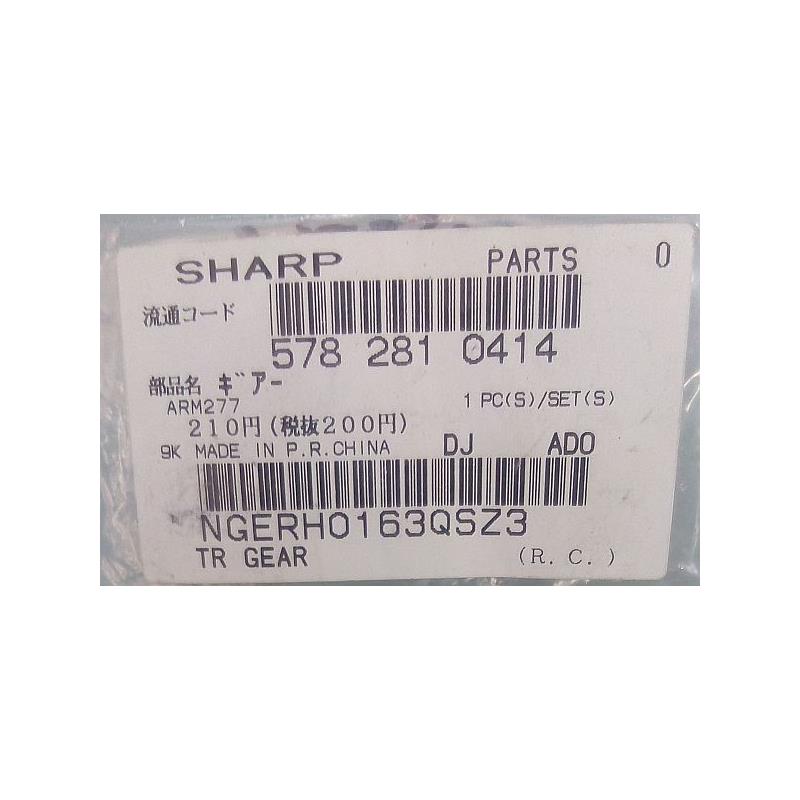 SHARP PARTS 0
流通コード
578 281 0414
部品名 ギアー
ARM277 1 PC(S)/SET(S)
210円(税抜200円)
9K MADE IN P.R.CHINA DJ ADO
NGERH0163QSZ3
TR GEAR (R.C.)